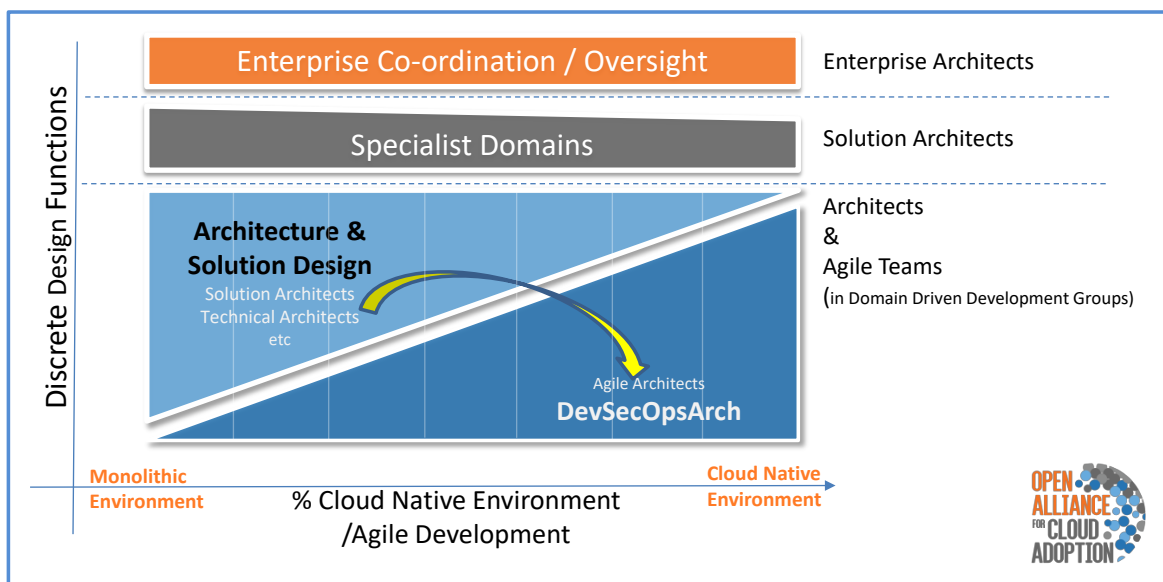 Discrete Design Functions
Enterprise Co-ordination / Oversight
Enterprise Architects
Specialist Domains
Solution Architects
Architecture &
Solution Design
Solution Architects
Technical Architects
etc
Agile Architects
DevSecOpsArch
Architects
&
Agile Teams
(in Domain Driven Development Groups)
Monolithic
Environment
% Cloud Native Environment
/Agile Development
Cloud Native
Environment
OPEN
ALLIANCE
FOR CLOUD
ADOPTION